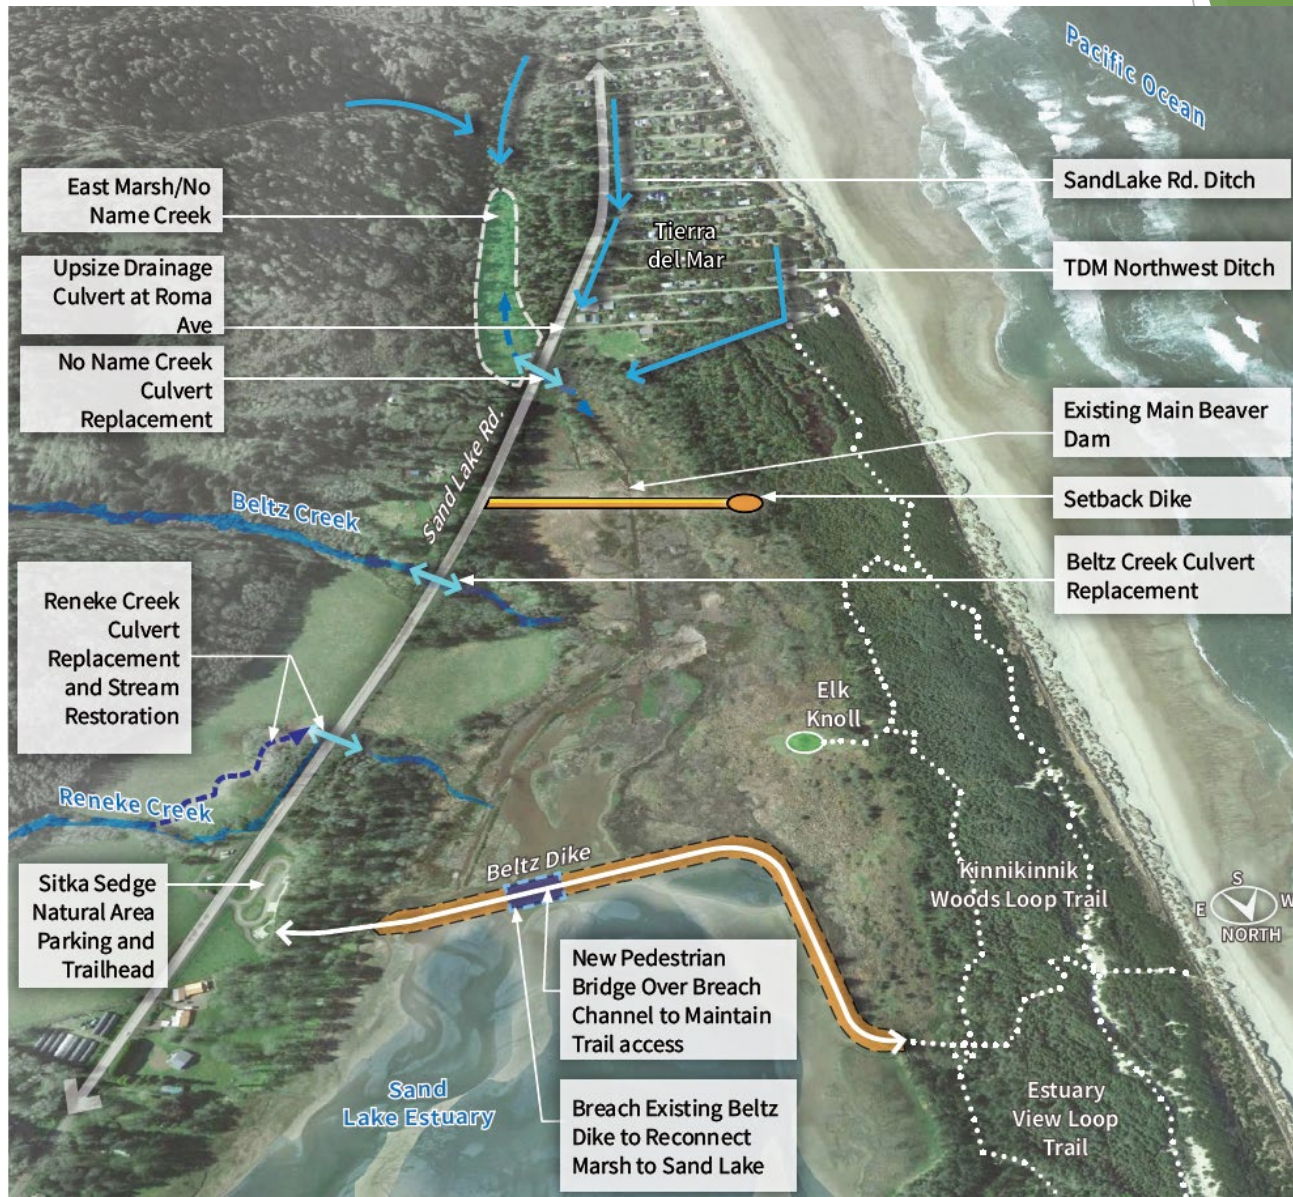 Pacific Ocean
East Marsh/No
Name Creek
Upsize Drainage
Culvert at Roma
Ave
No Name Creek
Culvert
Replacement
SandLake Rd. Ditch
TDM Northwest Ditch
Tierra
del Mar
Existing Main Beaver
Dam
Setback Dike
Beltz Creek Culvert
Replacement
Sand Lake Rd
Beltz Creek
Reneke Creek
Culvert
Replacement
and Stream
Restoration
Elk
Knoll
Reneke Creek
Sitka Sedge
Natural Area
Parking and
Trailhead
Beltz Dike
Kinnikinnik
Woods Loop Trail
S
E
W
NORTH
New Pedestrian
Bridge Over Breach
Channel to Maintain
Trail access
Sand
Lake Estuary
Breach Existing Beltz
Dike to Reconnect
Marsh to Sand Lake
Estuary
View Loop
Trail